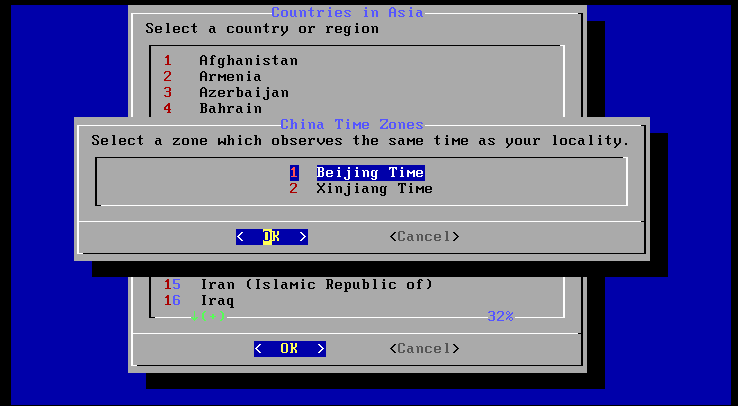 Countries in Asia
Select a country or region
1 Afghanistan
2 Armenia
3 Azerbaijan
4 Bahrain
China Time Zones
Select a zone which observes the same time as your locality.
1 Beijing Time
2 Xinjiang Time
< OK > <Cancel>
15 Iran (Islamic Republic of)
16 Iraq
↓(+) 32%
< OK > <Cancel>